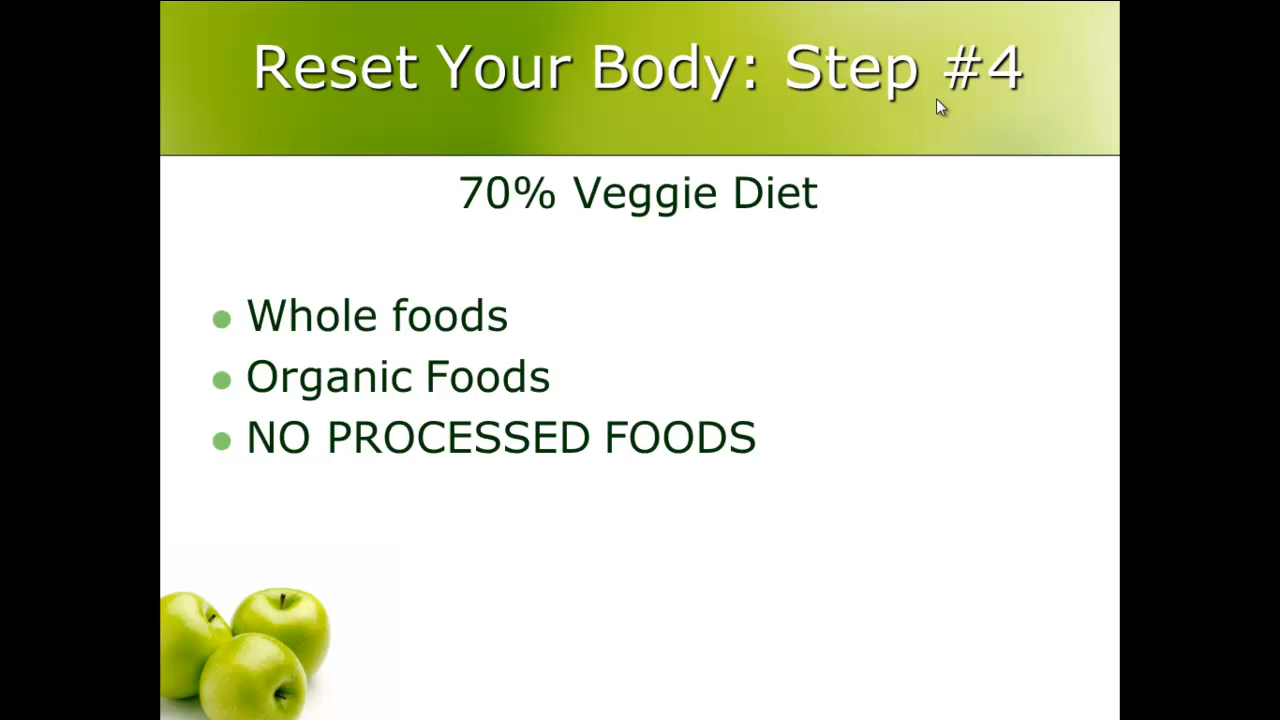 Reset Your Body: Step #4
70% Veggie Diet
Whole foods
Organic Foods
NO PROCESSED FOODS